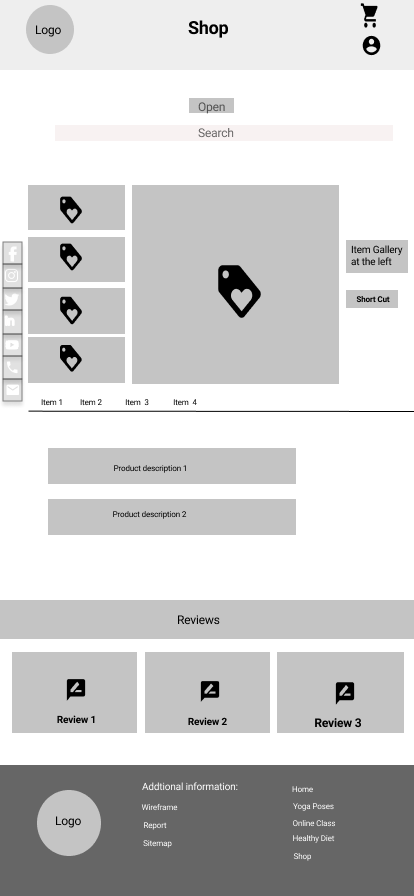 Logo
Shop
Open
Search
Item Gallery
at the left
Short Cut
Item 1
Item 2
Item 3
Item 4
Product description 1
Product description 2
Reviews
Review 1
Review 2
Review 3
Logo
Addtional information:
Wireframe
Report
Sitemap
Home
Yoga Poses
Online Class
Healthy Diet
Shop